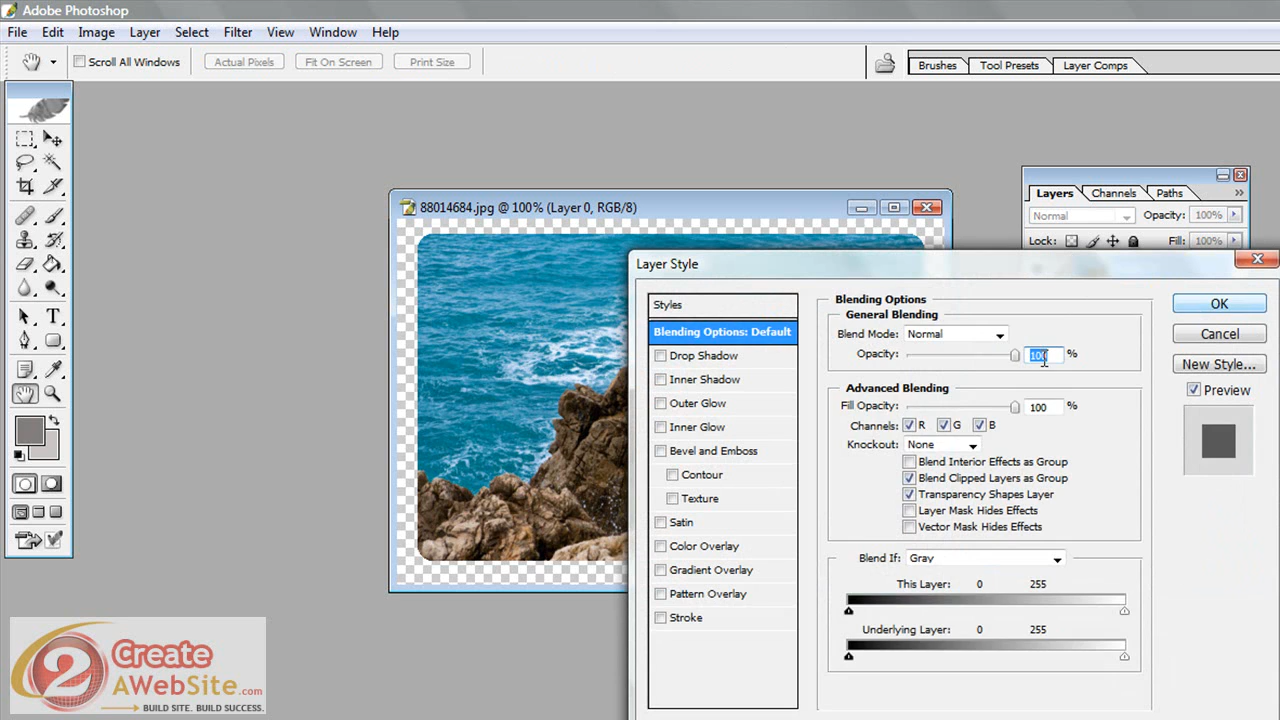 Adobe Photoshop
File Edit Image Layer Select Filter View Window Help
Scroll All Windows Actual Pixels Fit On Screen Print Size
Brushes Tool Presets Layer Comps
88014684.jpg @ 100% (Layer 0, RGB/8)
Layers Channels Paths
Normal Opacity: 100%
Lock: Fill: 100%
Layer Style
Styles
Blending Options: Default
Drop Shadow
Inner Shadow
Outer Glow
Inner Glow
Bevel and Emboss
Contour
Texture
Satin
Color Overlay
Gradient Overlay
Pattern Overlay
Stroke
Blending Options
General Blending
Blend Mode: Normal
Opacity: 100 %
Advanced Blending
Fill Opacity: 100 %
Channels: R G B
Knockout: None
Blend Interior Effects as Group
Blend Clipped Layers as Group
Transparency Shapes Layer
Layer Mask Hides Effects
Vector Mask Hides Effects
Blend If: Gray
This Layer: 0 255
Underlying Layer: 0 255
OK
Cancel
New Style...
Preview
2 Create
AWebSite.com
BUILD SITE. BUILD SUCCESS.